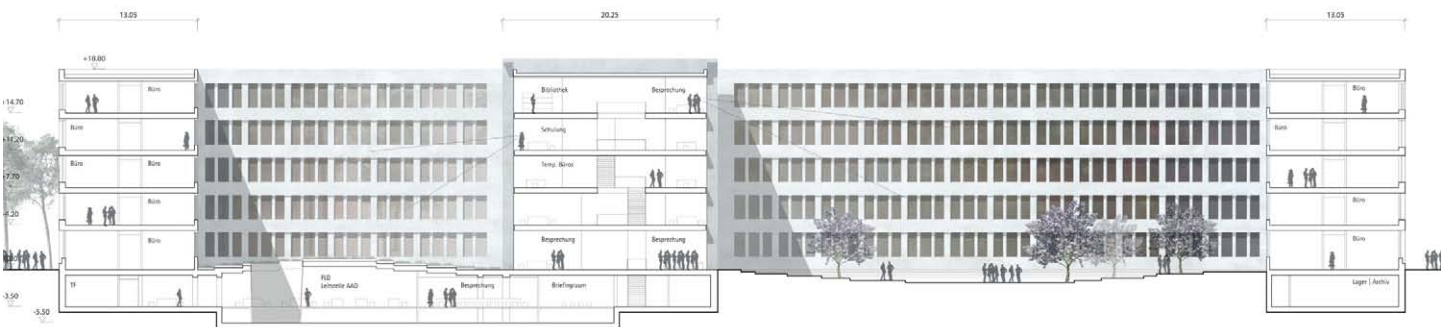 13.05
20.25
13.05
+18.00
Büro
Bibliothek
Besprechung
Büro
+14.70
Büro
Schulung
Büro
+11.20
Büro
Büro
Temp. Büros
+7.70
Büro
Büro
+4.20
Büro
Besprechung
Besprechung
Büro
TF
FLD
Leitstelle AAD
Besprechung
Briefingraum
Lager | Archiv
-3.50
-5.50